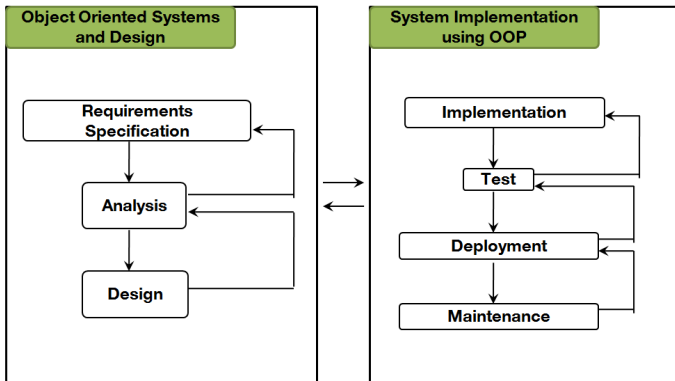 Object Oriented Systems
and Design
Requirements
Specification
Analysis
Design
System Implementation
using OOP
Implementation
Test
Deployment
Maintenance